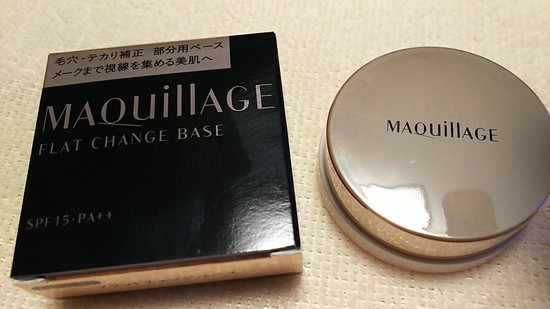 毛穴・テカリ補正 部分用ベース
メークまで視線を集める美肌へ
MAQuillAGE
FLAT CHANGE BASE
SPF15・PA++
MAQuillAGE